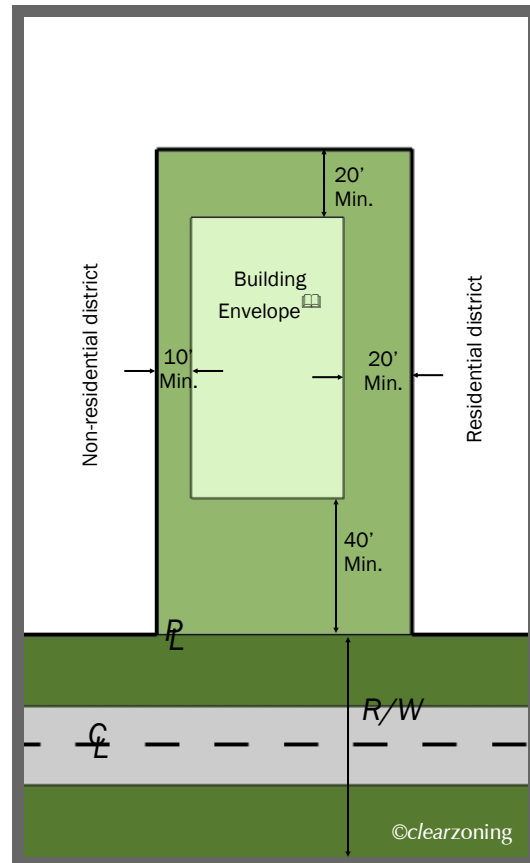 20’
Min.
Building
Envelope
Non-residential district
10’
Min.
20’
Min.
Residential district
40’
Min.
PL
R/W
CL
©clearzoning